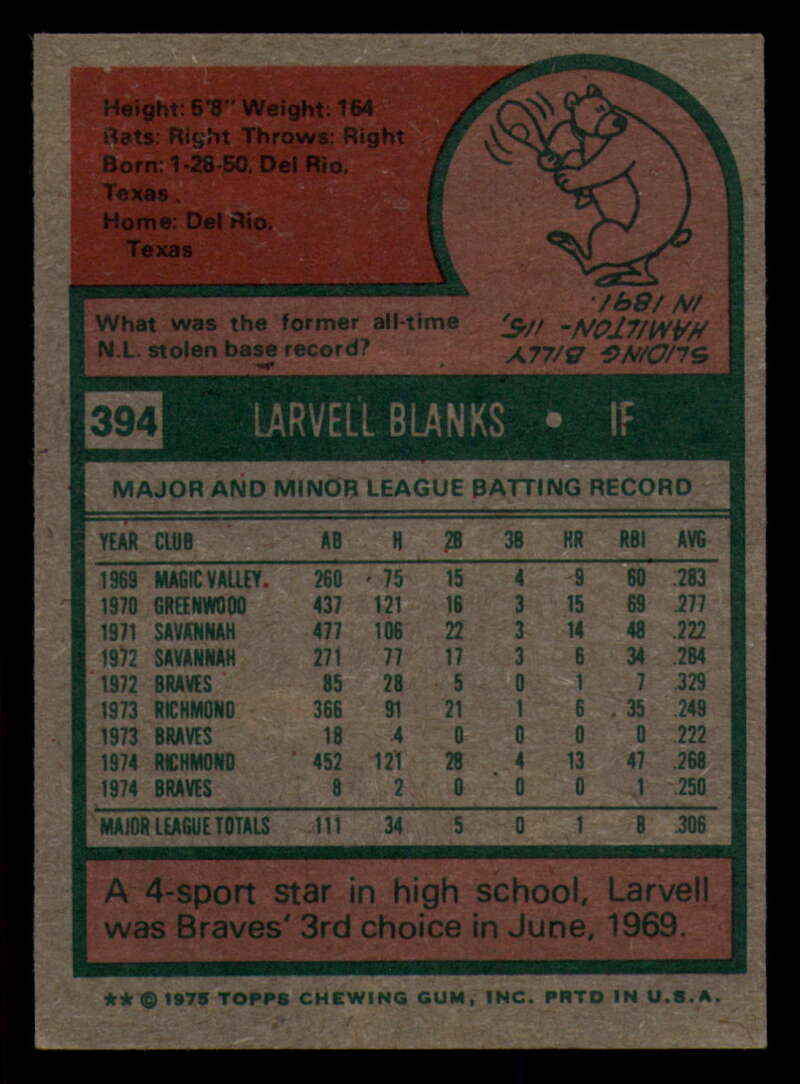 Height: 5'8" Weight: 164
Bats: Right Throws: Right
Born: 1-28-50, Del Rio,
Texas
Home: Del Rio,
Texas
What was the former all-time
N.L. stolen base record?
SLIDING BILLY
HAMILTON- 115,
IN 1891.
394 LARVELL BLANKS • IF
MAJOR AND MINOR LEAGUE BATTING RECORD
YEAR CLUB AB H 2B 3B HR RBI AVG
1969 MAGIC VALLEY. 260 75 15 4 9 60 .283
1970 GREENWOOD 437 121 16 3 15 69 .277
1971 SAVANNAH 477 106 22 3 14 48 .222
1972 SAVANNAH 271 77 17 3 6 34 .284
1972 BRAVES 85 28 5 0 1 7 .329
1973 RICHMOND 366 91 21 1 6 35 .249
1973 BRAVES 18 4 0 0 0 0 .222
1974 RICHMOND 452 121 28 4 13 47 .268
1974 BRAVES 8 2 0 0 0 1 .250
MAJOR LEAGUE TOTALS 111 34 5 0 1 8 .306
A 4-sport star in high school, Larvell
was Braves' 3rd choice in June, 1969.
** © 1975 TOPPS CHEWING GUM, INC. PRTD IN U.S.A.